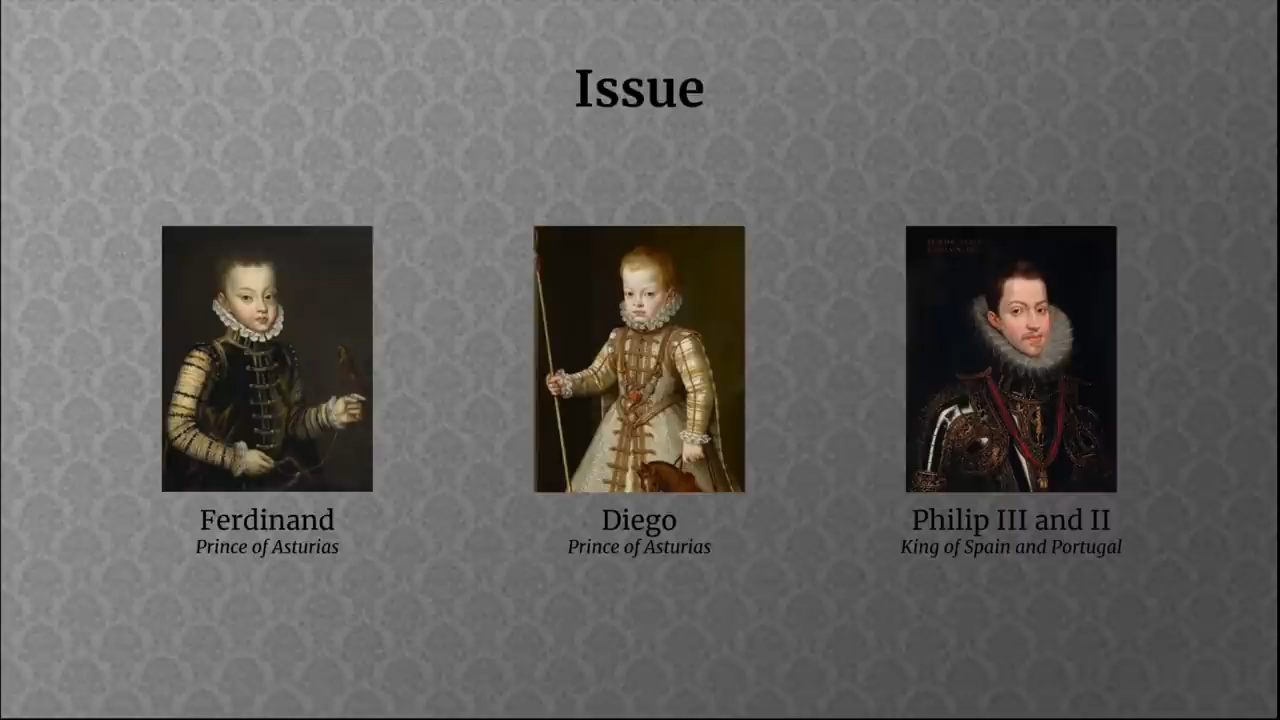 Issue
Ferdinand
Prince of Asturias
Diego
Prince of Asturias
Philip III and II
King of Spain and Portugal